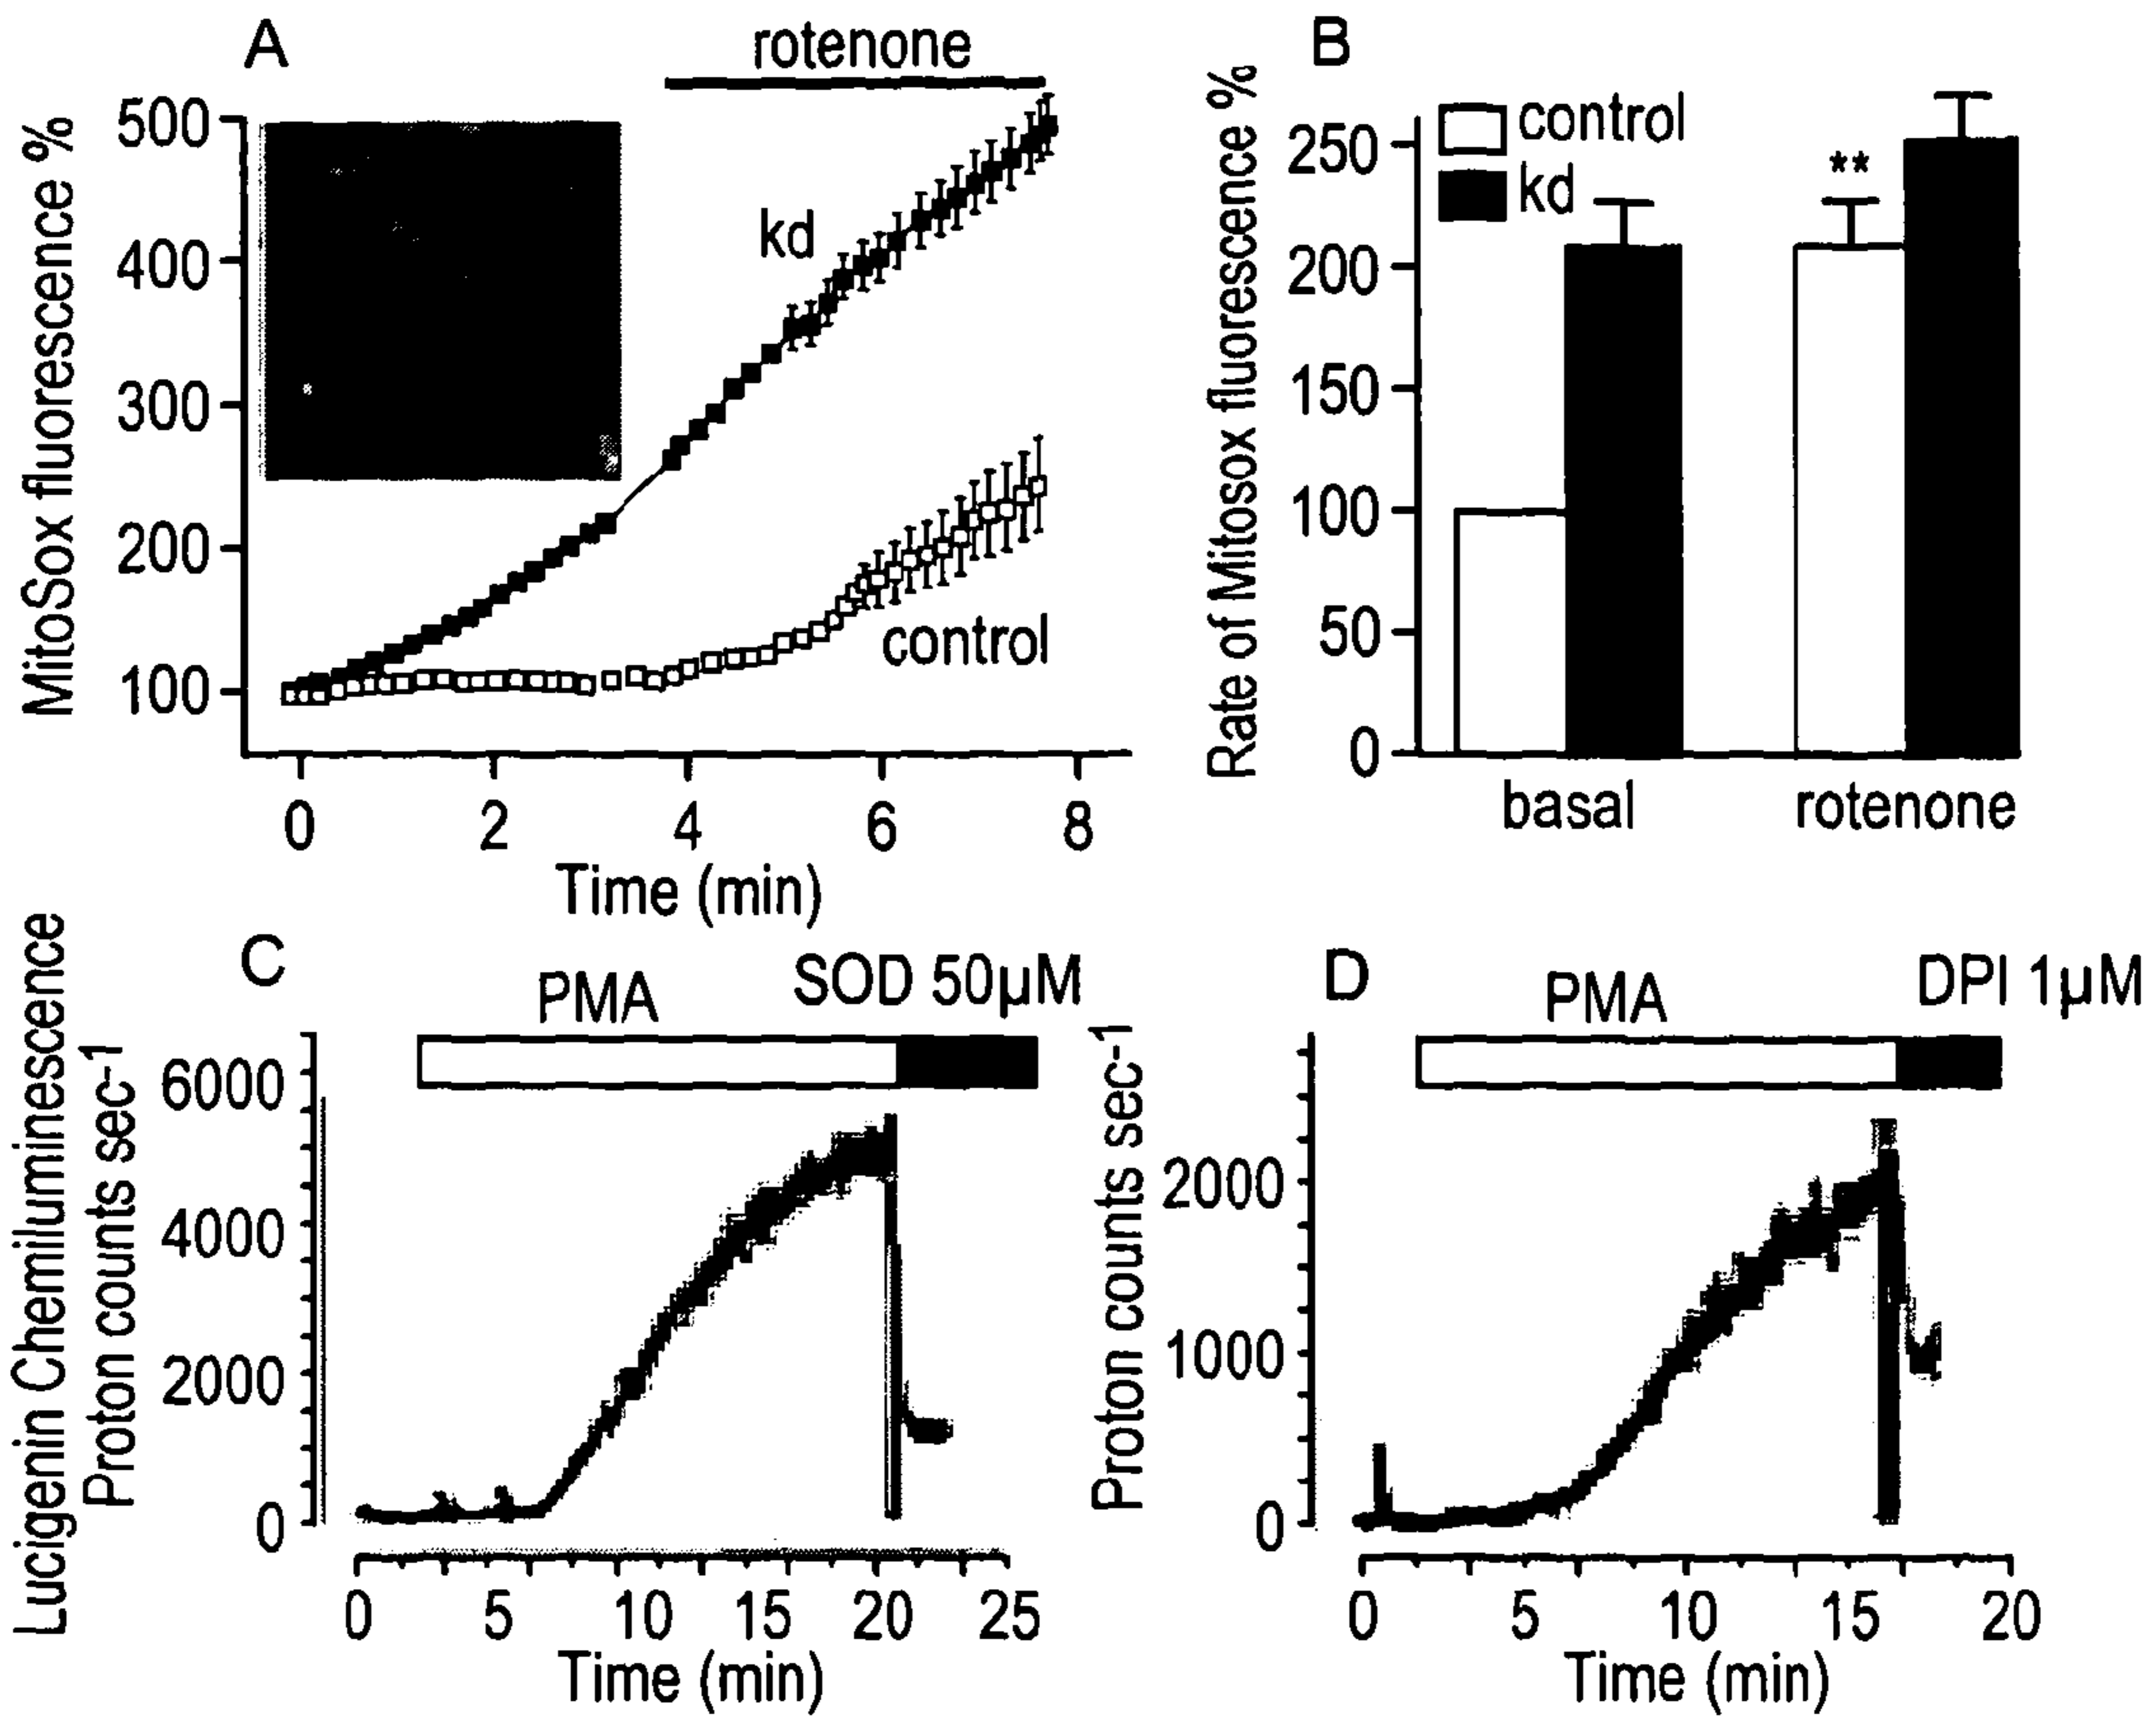 A
rotenone
MitoSox fluorescence %
500
400
300
200
100
kd
control
0 2 4 6 8
Time (min)
B
Rate of Mitosox fluorescence %
control
kd
**
250
200
150
100
50
0
basal rotenone
C
PMA SOD 50µM
Lucigenin Chemiluminescence
Proton counts sec-1
6000
4000
2000
0
0 5 10 15 20 25
Time (min)
D
PMA DPI 1µM
Proton counts sec-1
2000
1000
0
0 5 10 15 20
Time (min)